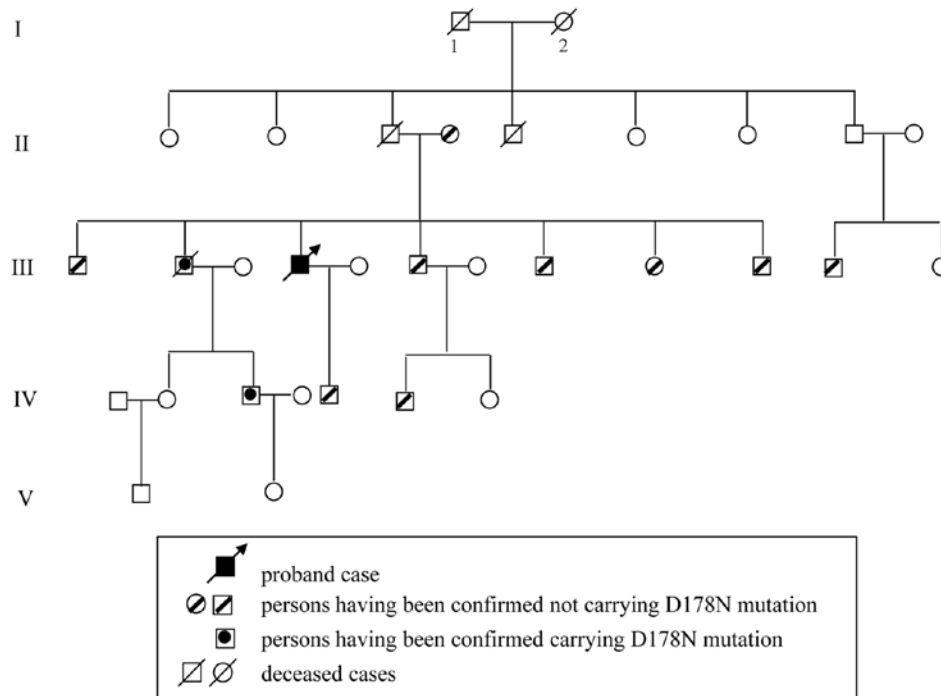 I
1 2
II
III
IV
V
proband case
persons having been confirmed not carrying D178N mutation
persons having been confirmed carrying D178N mutation
deceased cases